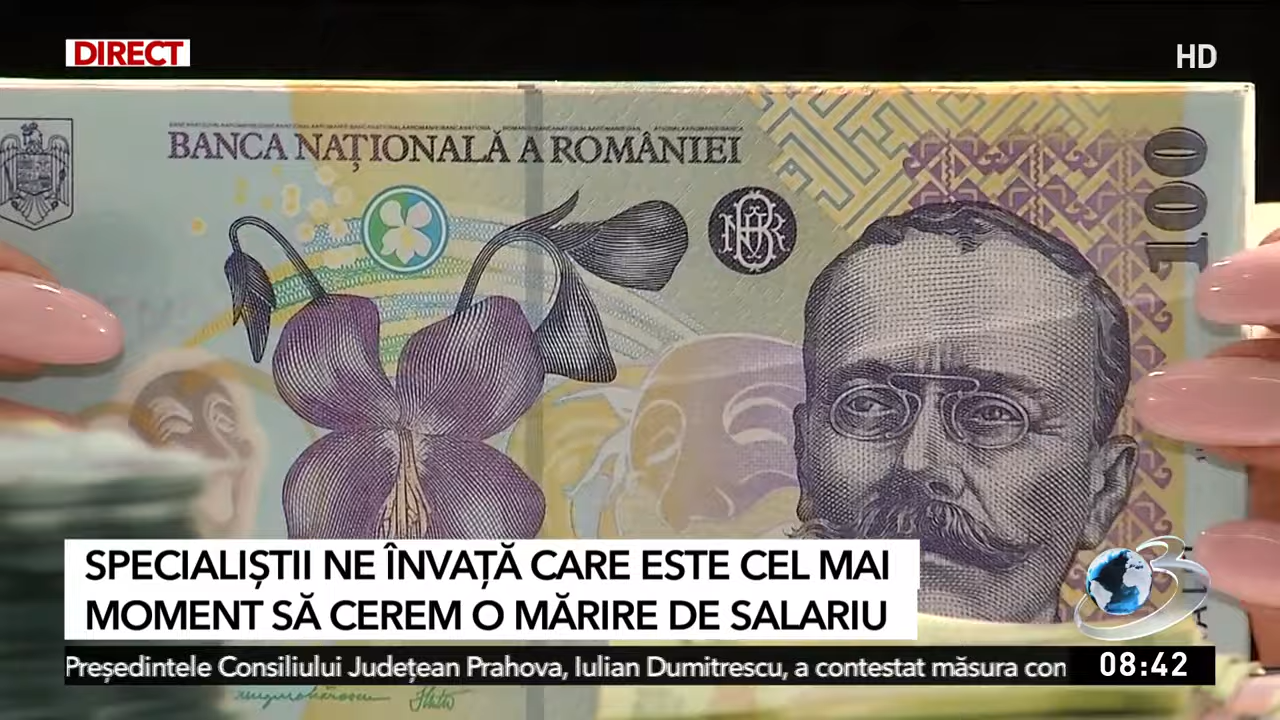 DIRECT
HD
BANCA NAȚIONALĂ A ROMÂNIEI
100
SPECIALIȘTII NE ÎNVAȚĂ CARE ESTE CEL MAI
MOMENT SĂ CEREM O MĂRIRE DE SALARIU
Președintele Consiliului Județean Prahova, Iulian Dumitrescu, a contestat măsura con
08:42